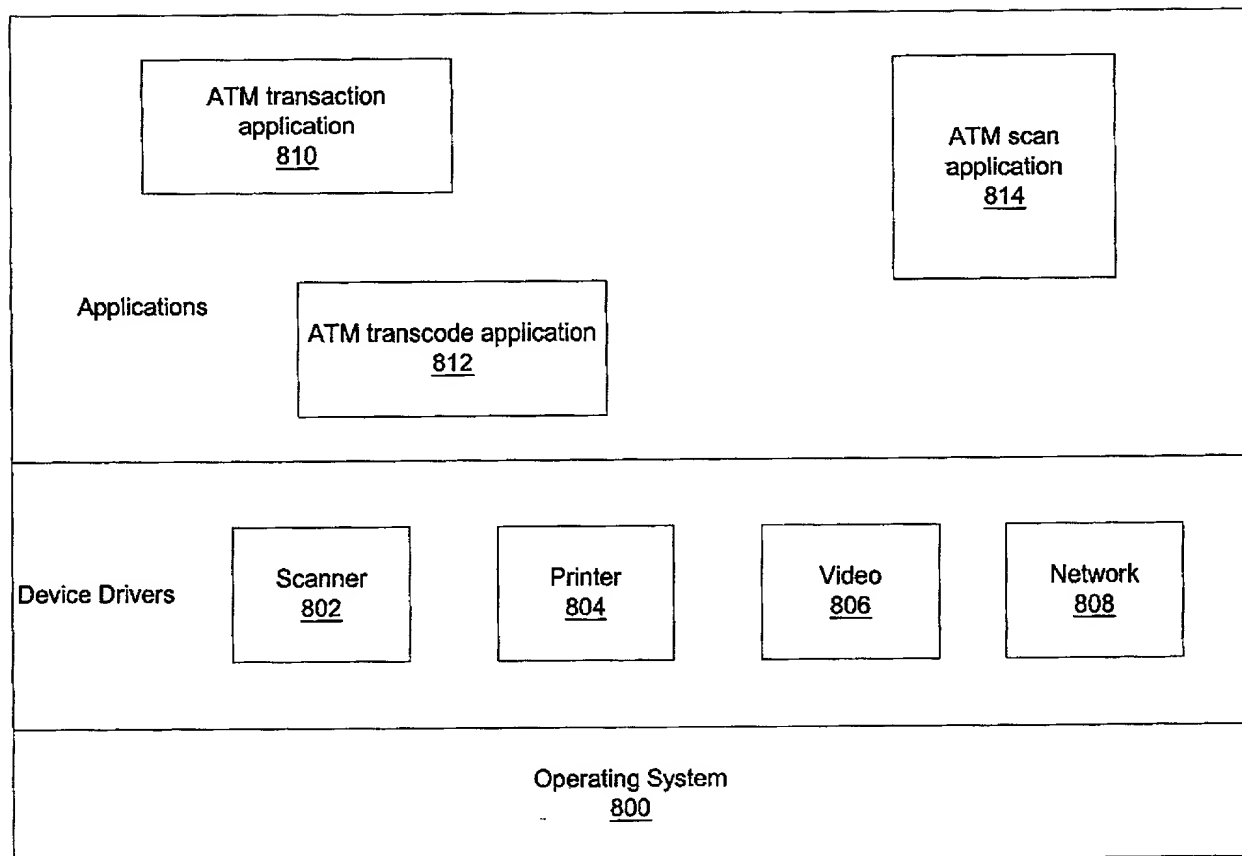 ATM transaction
application
810
ATM scan
application
814
Applications
ATM transcode application
812
Device Drivers
Scanner
802
Printer
804
Video
806
Network
808
Operating System
800